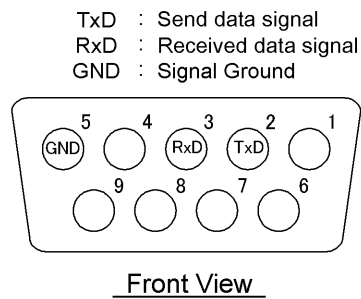 TxD : Send data signal
RxD : Received data signal
GND : Signal Ground
5 4 3 2 1
GND RxD TxD
9 8 7 6
Front View